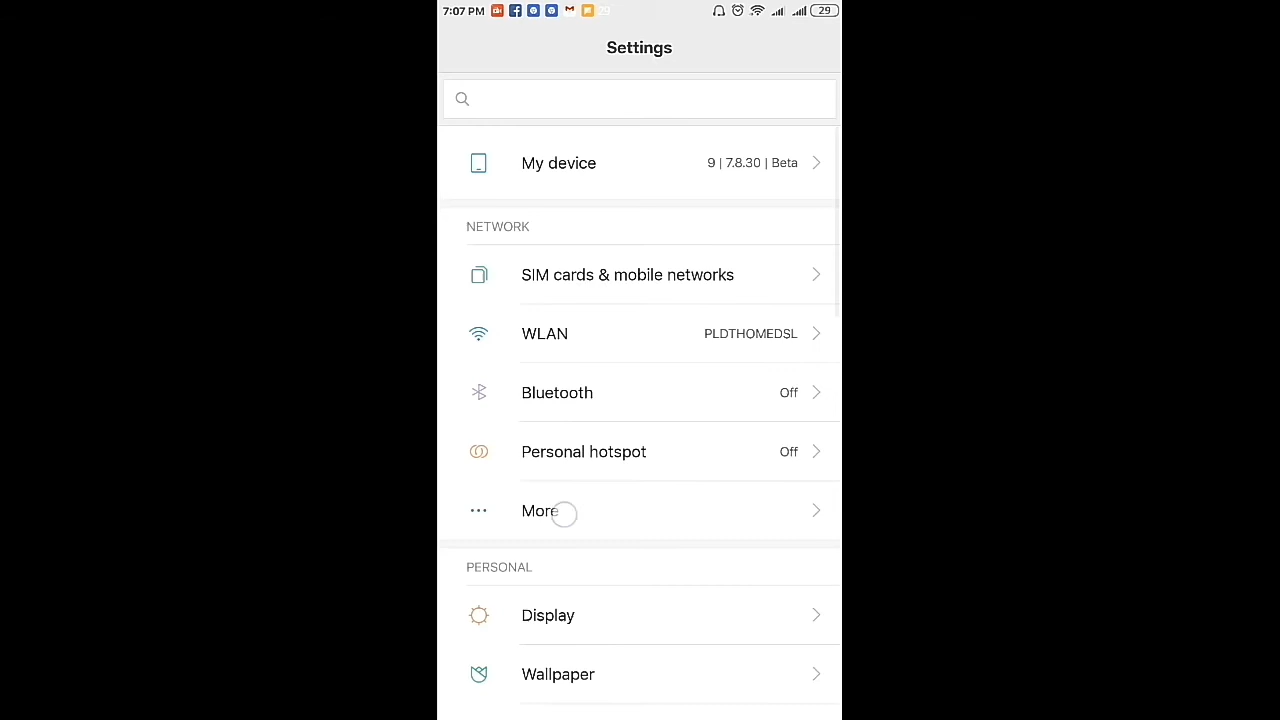 7:07 PM 29 29
Settings
My device 9 | 7.8.30 | Beta
NETWORK
SIM cards & mobile networks
WLAN PLDTHOMEDSL
Bluetooth Off
Personal hotspot Off
More
PERSONAL
Display
Wallpaper